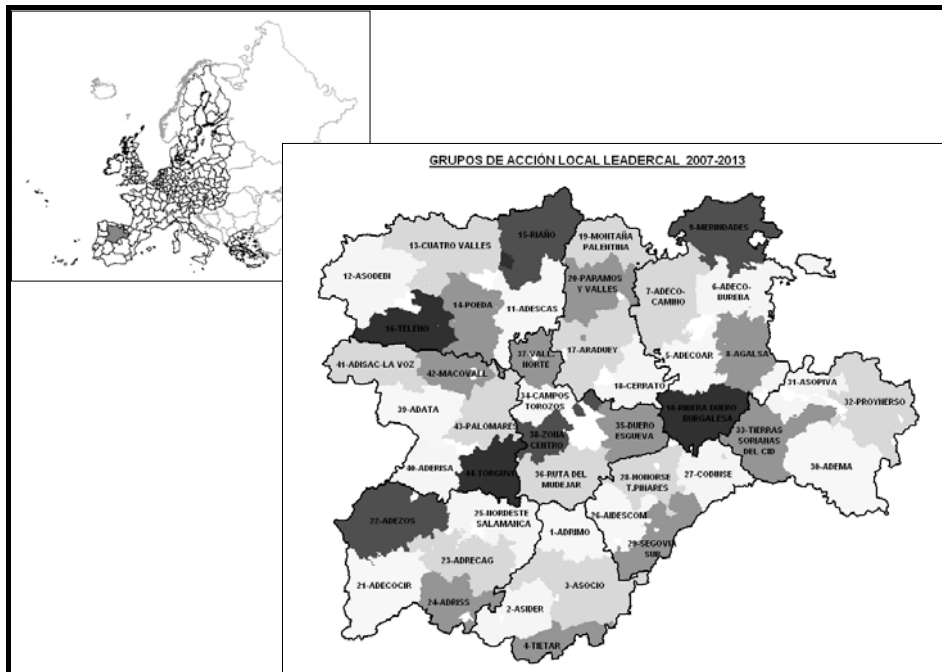 GRUPOS DE ACCIÓN LOCAL LEADERCAL 2007-2013
15-RIAÑO
9-MERINDADES
19-MONTAÑA
PALENTINA
13-CUATRO VALLES
12-ASODEBI
20-PARAMOS
Y VALLES
7-ADECO-
CAMINO
6-ADECO-
BUREBA
14-POEDA
11-ADESCAS
16-TELENO
37-VALL.
NORTE
17-ARADUEY
5-ADECOAR
8-AGALSA
41-ADISAC-LA VOZ
42-MACOVALL
18-CERRATO
31-ASOPIVA
32-PROYNERSO
34-CAMPOS
TOROZOS
39-ADATA
10-RIBERA DUERO
BURGALESA
43-PALOMARES
38-ZONA
CENTRO
35-DUERO
ESGUEVA
33-TIERRAS
SORIANAS
DEL CID
40-ADERISA
44-TORGUVI
36-RUTA DEL
MUDEJAR
28-HONORSE
T.PINARES
27-CODINSE
30-ADEMA
22-ADEZOS
25-NORDESTE
SALAMANCA
26-AIDESCOM
1-ADRIMO
29-SEGOVIA
SUR
23-ADRECAG
21-ADECOCIR
3-ASOCIO
24-ADRISS
2-ASIDER
4-TIETAR